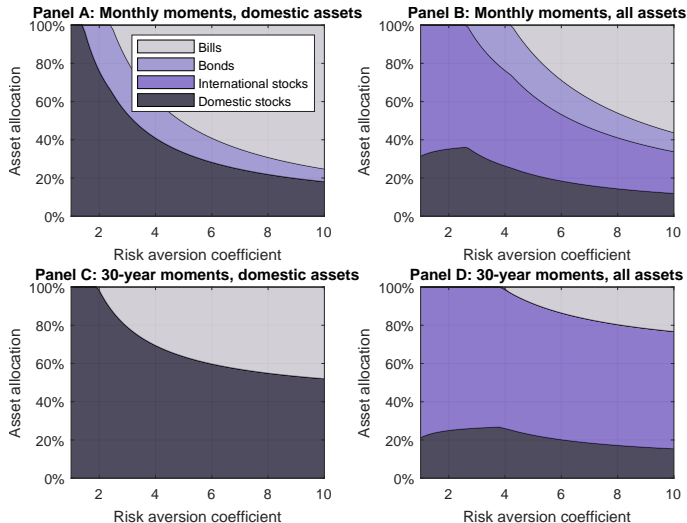 Panel A: Monthly moments, domestic assets
100%
80%
60%
40%
20%
0%
Asset allocation
Bills
Bonds
International stocks
Domestic stocks
2 4 6 8 10
Risk aversion coefficient
Panel B: Monthly moments, all assets
100%
80%
60%
40%
20%
0%
Asset allocation
2 4 6 8 10
Risk aversion coefficient
Panel C: 30-year moments, domestic assets
100%
80%
60%
40%
20%
0%
Asset allocation
2 4 6 8 10
Risk aversion coefficient
Panel D: 30-year moments, all assets
100%
80%
60%
40%
20%
0%
Asset allocation
2 4 6 8 10
Risk aversion coefficient